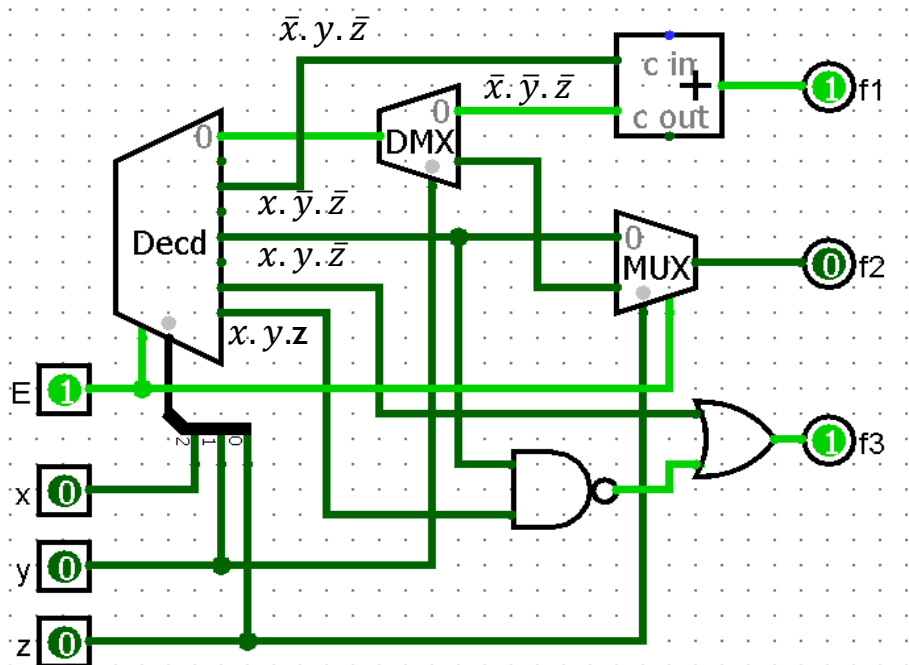 x̄.y.z̄
c in
+
c out
1 f1
0
DMX
x̄.ȳ.z̄
0
Decd
x.ȳ.z̄
x.y.z̄
x.y.z
0
MUX
0 f2
E 1
2 1 0
1 f3
x 0
y 0
z 0